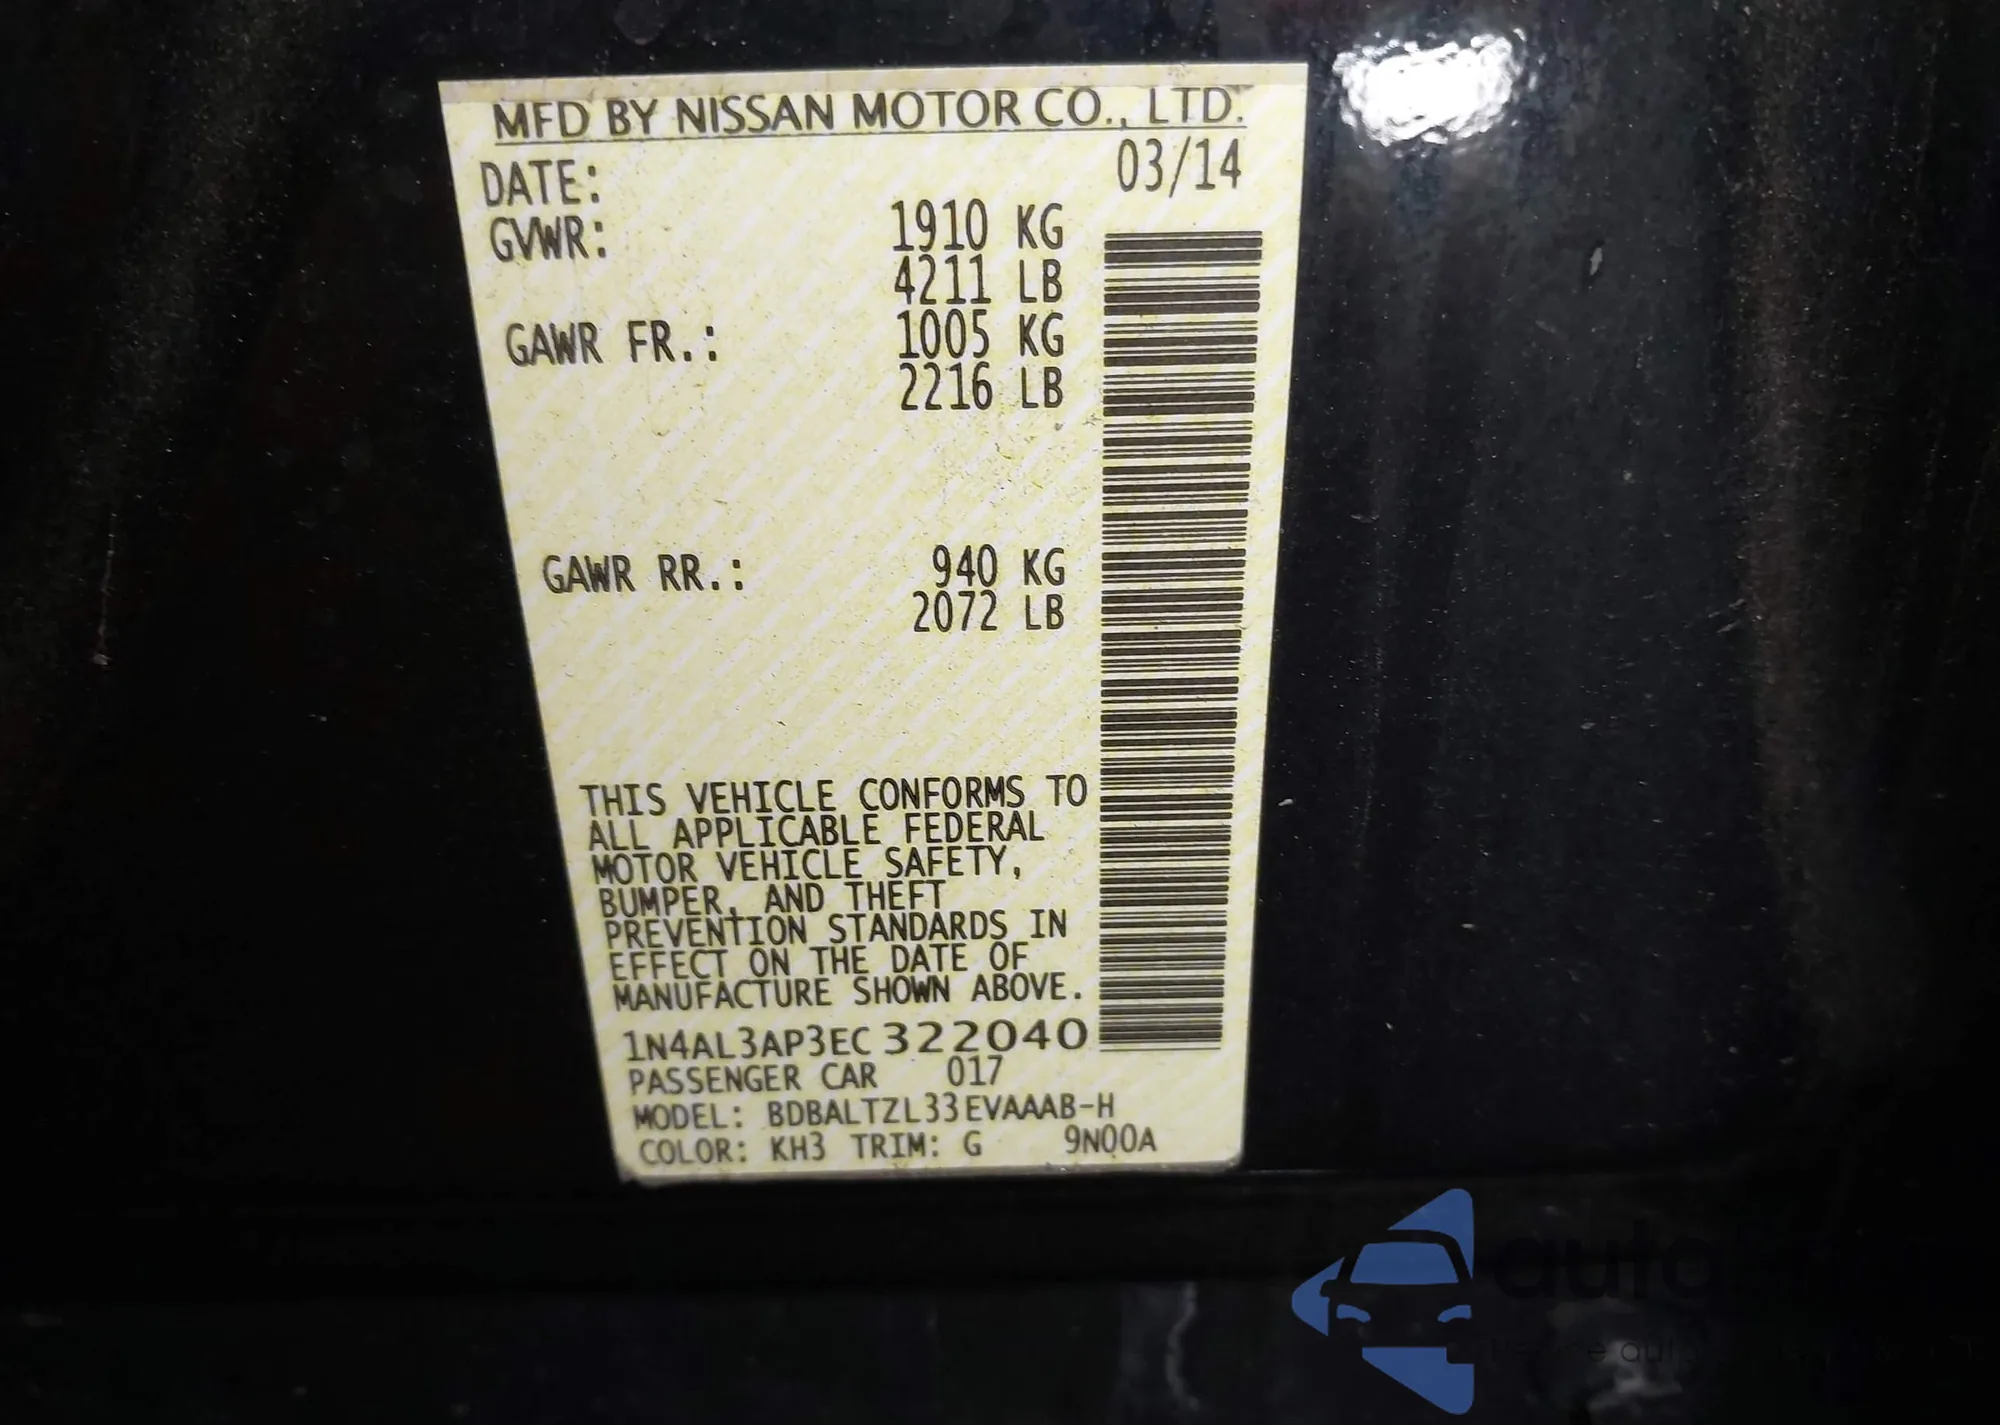 MFD BY NISSAN MOTOR CO., LTD.
DATE: 03/14
GVWR: 1910 KG
4211 LB
GAWR FR.: 1005 KG
2216 LB
GAWR RR.: 940 KG
2072 LB
THIS VEHICLE CONFORMS TO
ALL APPLICABLE FEDERAL
MOTOR VEHICLE SAFETY,
BUMPER, AND THEFT
PREVENTION STANDARDS IN
EFFECT ON THE DATE OF
MANUFACTURE SHOWN ABOVE.
1N4AL3AP3EC322040
PASSENGER CAR 017
MODEL: BDBALTZL33EVAAAB-H
COLOR: KH3 TRIM: G 9N00A
auto